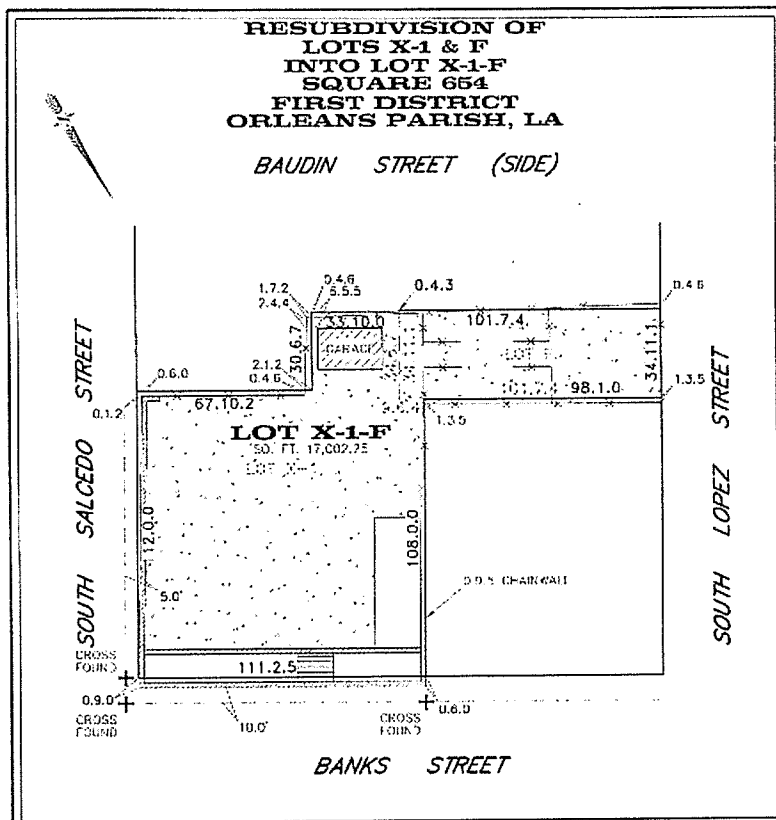 RESUBDIVISION OF
LOTS X-1 & F
INTO LOT X-1-F
SQUARE 654
FIRST DISTRICT
ORLEANS PARISH, LA
BAUDIN STREET (SIDE)
1.7.2
2.4.4
0.4.6
5.5.5
0.4.3
0.4.6
33.10.0
101.7.4
GARAGE
30.6.7
LOT
34.11.1
2.1.2
0.4.6
0.6.0
67.10.2
101.7.4
98.1.0
1.3.5
0.1.2
1.3.5
LOT X-1-F
SQ. FT. 17,002.25
SOUTH SALCEDO STREET
SOUTH LOPEZ STREET
12.0.0
108.0.0
5.0'
CHAINWALL
CROSS
FOUND
111.2.5
0.9.0
0.6.0
CROSS
FOUND
10.0'
CROSS
FOUND
BANKS STREET